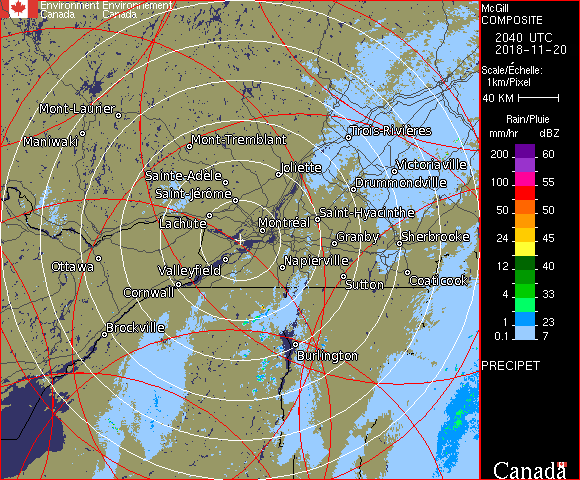 Environment Environnement
Canada Canada
Mont-Laurier
Maniwaki
Mont-Tremblant
Trois-Rivières
Joliette
Victoriaville
Sainte-Adèle
Drummondville
Saint-Jérôme
Saint-Hyacinthe
Lachute
Montréal
Granby
Sherbrooke
Ottawa
Valleyfield
Napierville
Sutton
Coaticook
Cornwall
Brockville
Burlington
McGill
COMPOSITE
2040 UTC
2018-11-20
Scale/Échelle:
1km/Pixel
40 KM
Rain/Pluie
mm/hr dBZ
200 60
100 55
50 50
24 45
12 40
4 33
1 23
0.1 7
PRECIPET
Canada